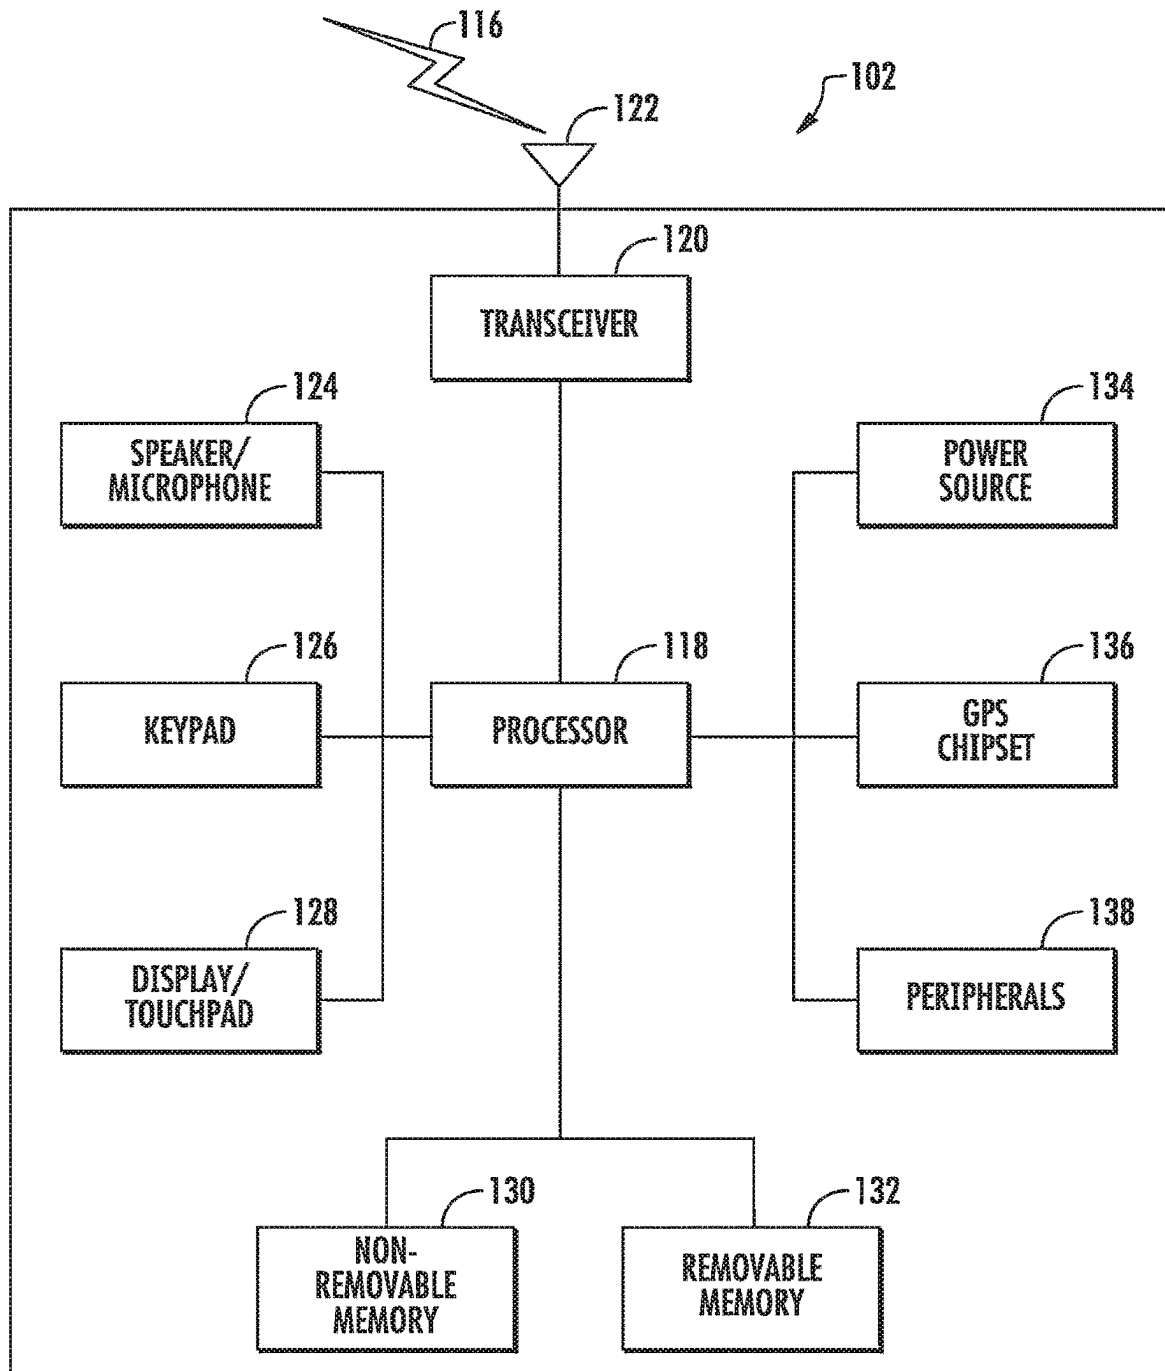 116
102
122
120
TRANSCEIVER
124
SPEAKER/
MICROPHONE
134
POWER
SOURCE
126
KEYPAD
118
PROCESSOR
136
GPS
CHIPSET
128
DISPLAY/
TOUCHPAD
138
PERIPHERALS
130
NON-
REMOVABLE
MEMORY
132
REMOVABLE
MEMORY